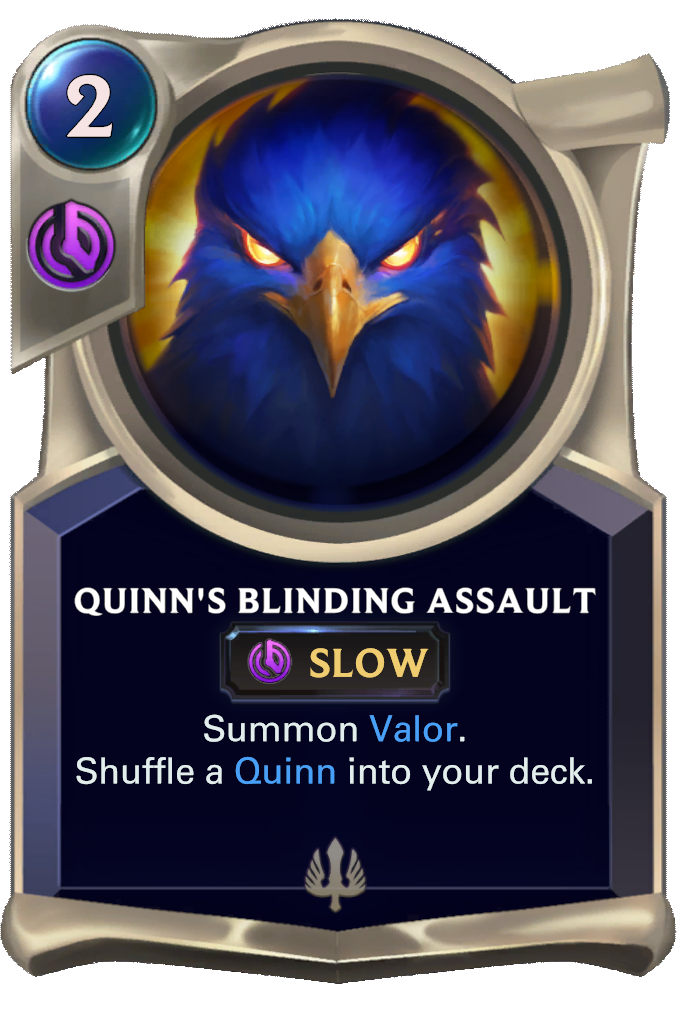 2
QUINN'S BLINDING ASSAULT
SLOW
Summon Valor.
Shuffle a Quinn into your deck.